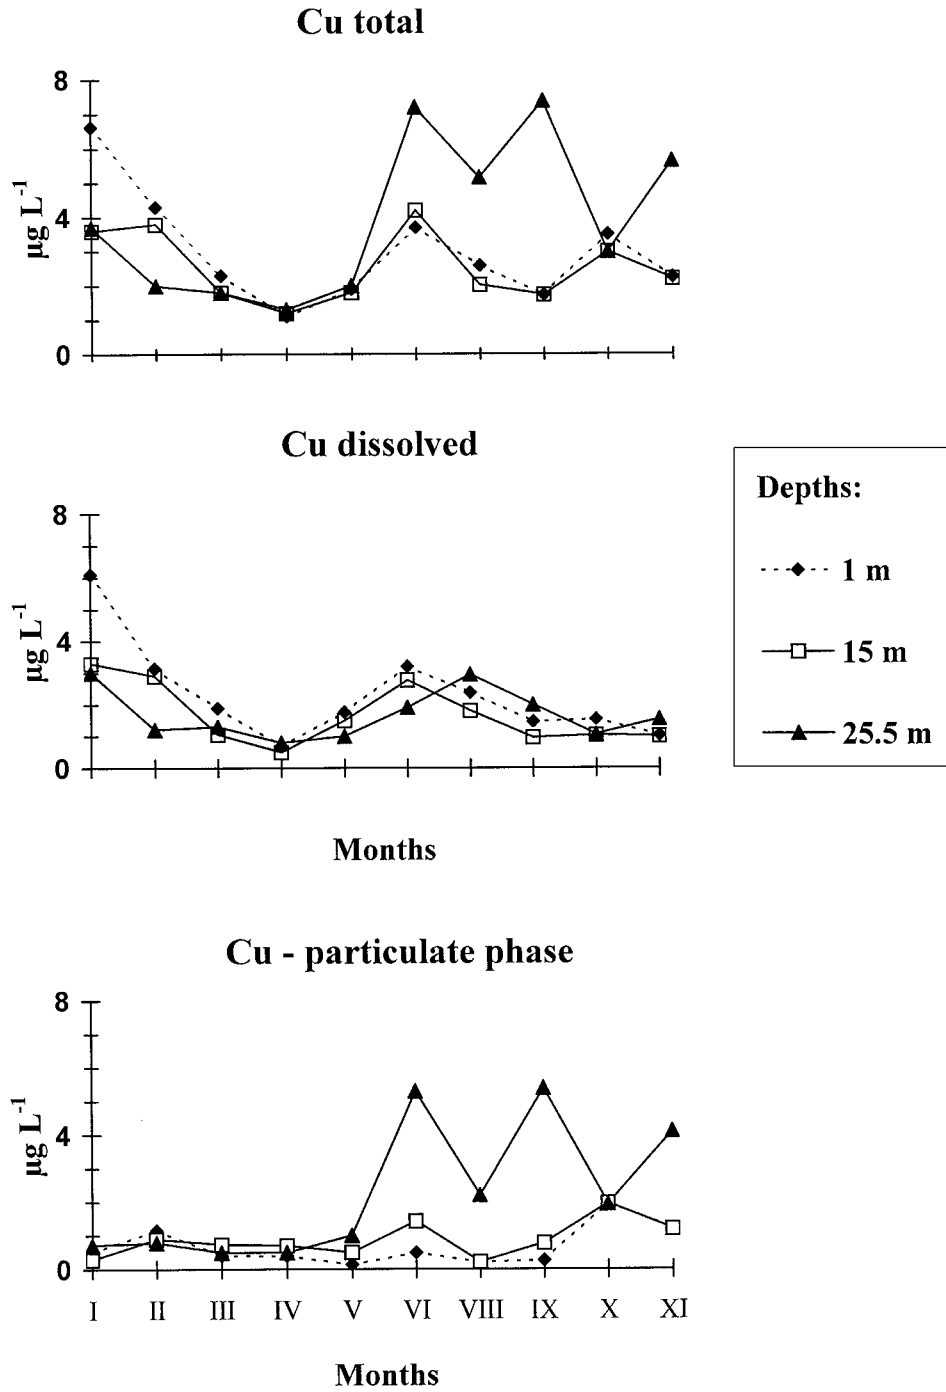 Cu total
8
µg L-1
4
0
Cu dissolved
8
µg L-1
4
0
Months
Depths:
1 m
15 m
25.5 m
Cu - particulate phase
8
µg L-1
4
0
I II III IV V VI VIII IX X XI
Months